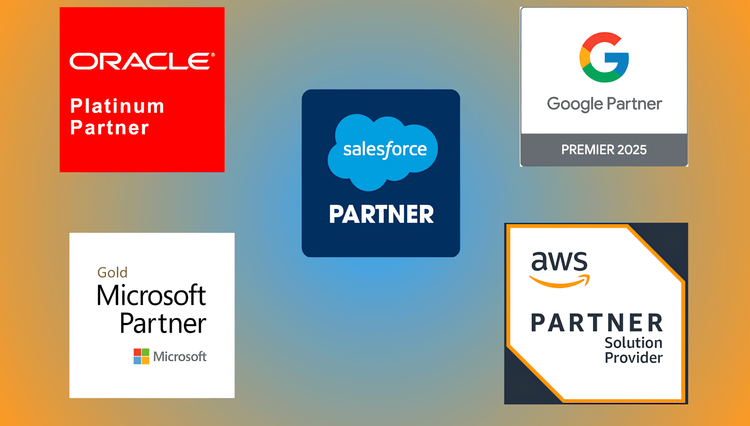 ORACLE®
Platinum
Partner
salesforce
PARTNER
Google Partner
PREMIER 2025
Gold
Microsoft
Partner
Microsoft
aws
PARTNER
Solution
Provider